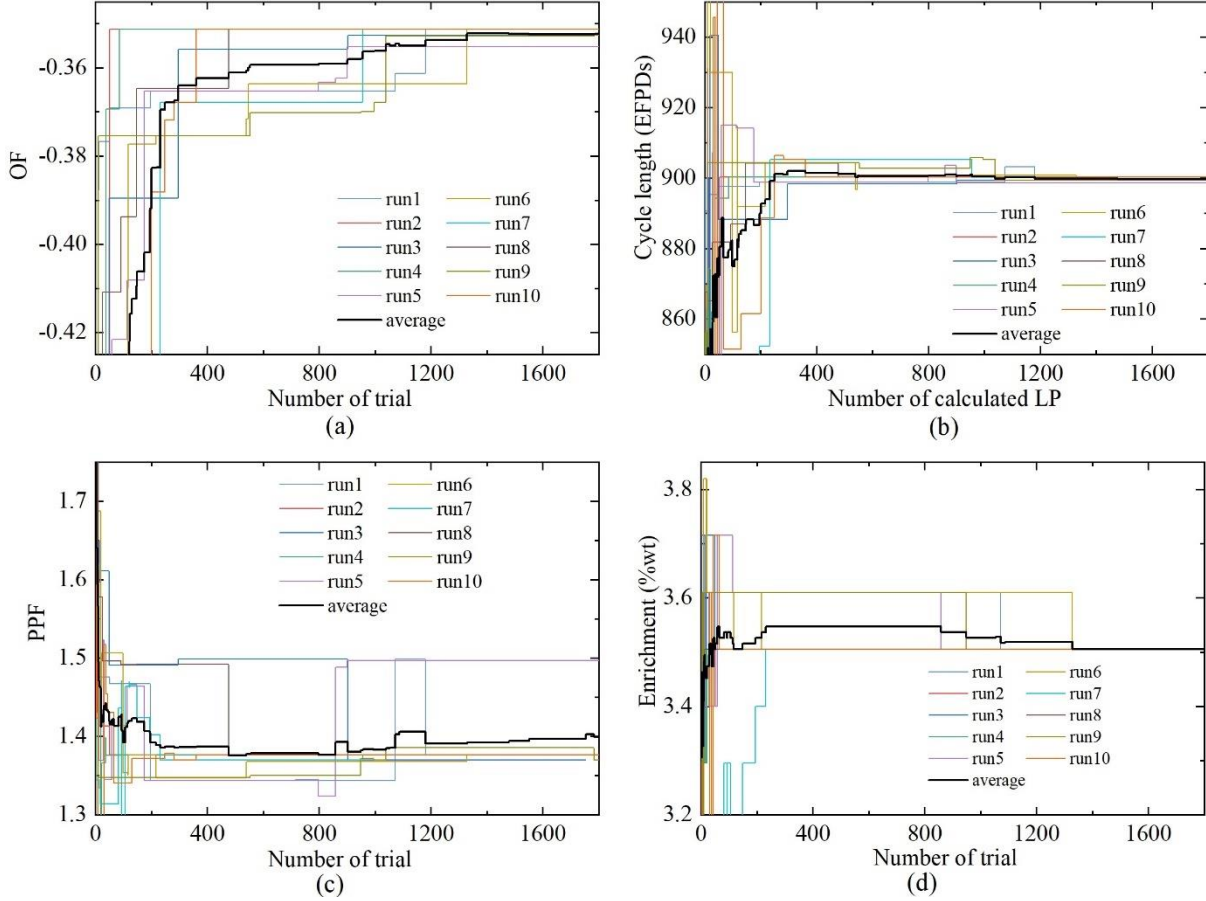 -0.36
-0.38
-0.40
-0.42
OF
run1 run6
run2 run7
run3 run8
run4 run9
run5 run10
average
0 400 800 1200 1600
Number of trial
(a)
940
920
900
880
860
Cycle length (EFPDs)
run1 run6
run2 run7
run3 run8
run4 run9
run5 run10
average
0 400 800 1200 1600
Number of calculated LP
(b)
1.7
1.6
1.5
1.4
1.3
PPF
run1 run6
run2 run7
run3 run8
run4 run9
run5 run10
average
0 400 800 1200 1600
Number of trial
(c)
3.8
3.6
3.4
3.2
Enrichment (%wt)
run1 run6
run2 run7
run3 run8
run4 run9
run5 run10
average
0 400 800 1200 1600
Number of trial
(d)